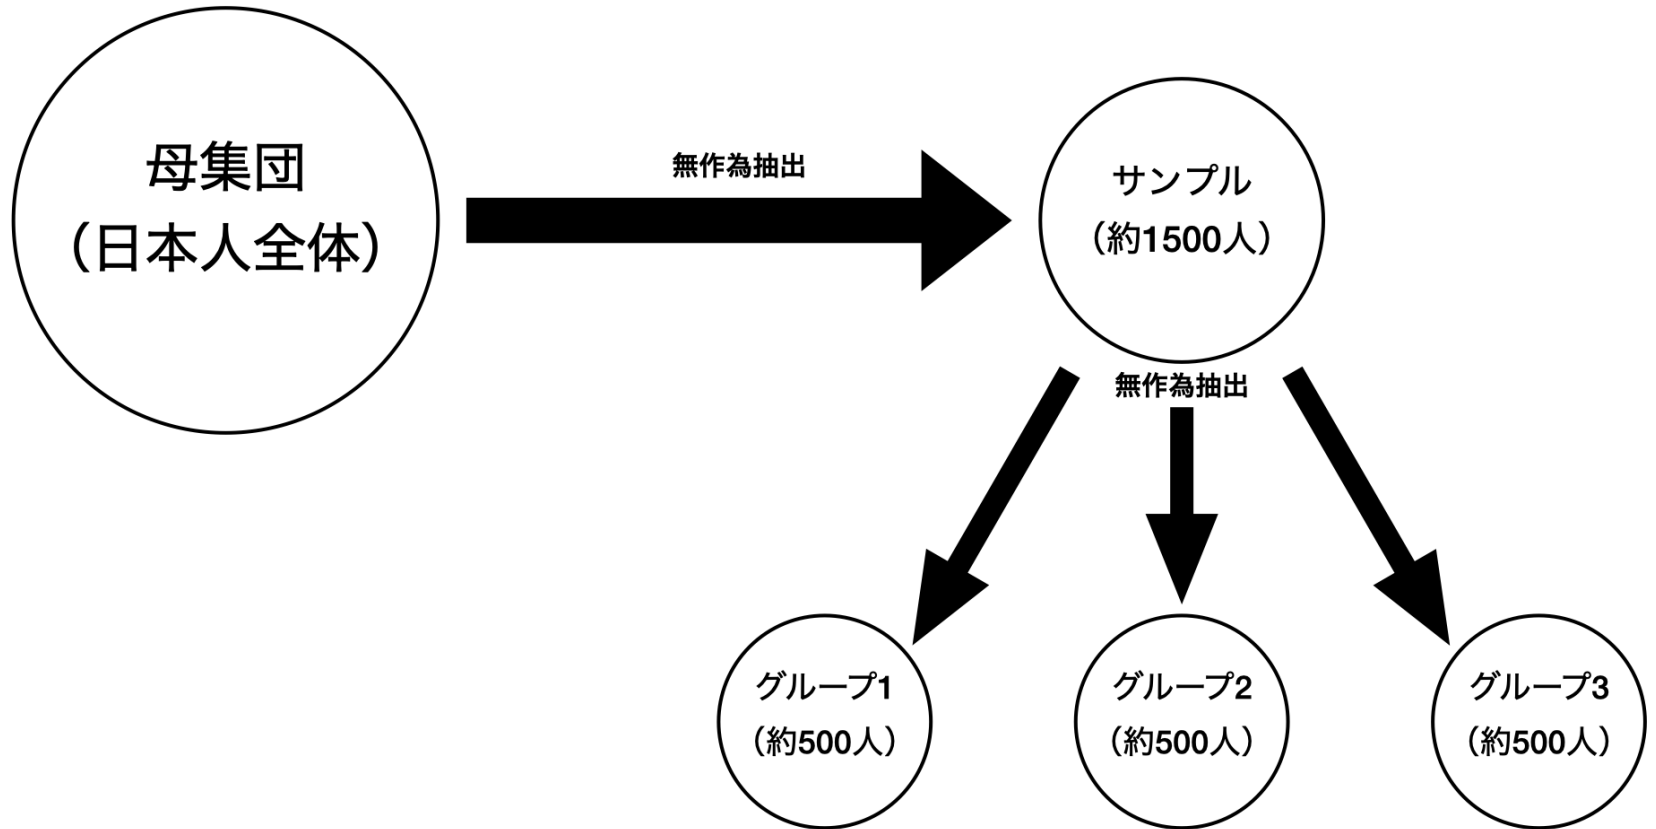 母集団
（日本人全体）
無作為抽出
サンプル
（約1500人）
無作為抽出
グループ1
（約500人）
グループ2
（約500人）
グループ3
（約500人）